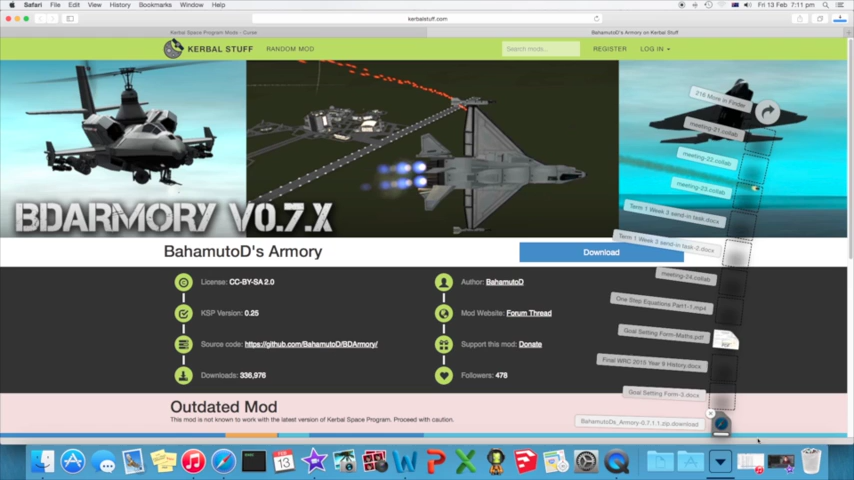 Safari File Edit View History Bookmarks Window Help
Fri 13 Feb 7:11 pm
kerbalstuff.com
Kerbal Space Program Mods - Curse
BahamutoD's Armory on Kerbal Stuff
KERBAL STUFF RANDOM MOD Search mods... REGISTER LOG IN
216 More in Finder
meeting-21.collab
meeting-22.collab
meeting-23.collab
Term 1 Week 3 send-in task.docx
Term 1 Week 3 send-in task-2.docx
meeting-24.collab
One Step Equations Part1-1.mp4
Goal Setting Form-Maths.pdf
Final WRC 2015 Year 9 History.docx
Goal Setting Form-3.docx
BahamutoDs_Armory-0.7.1.1.zip.download
BDARMORY V0.7.X
BahamutoD's Armory
Download
License: CC-BY-SA 2.0
Author: BahamutoD
KSP Version: 0.25
Mod Website: Forum Thread
Source code: https://github.com/BahamutoD/BDArmory/
Support this mod: Donate
Downloads: 336,976
Followers: 478
Outdated Mod
This mod is not known to work with the latest version of Kerbal Space Program. Proceed with caution.
FEB
13